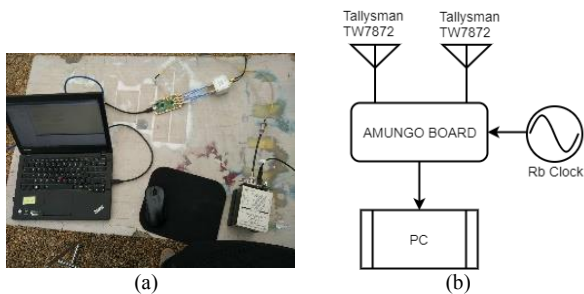 Tallysman
TW7872
Tallysman
TW7872
AMUNGO BOARD
Rb Clock
PC
(a)
(b)